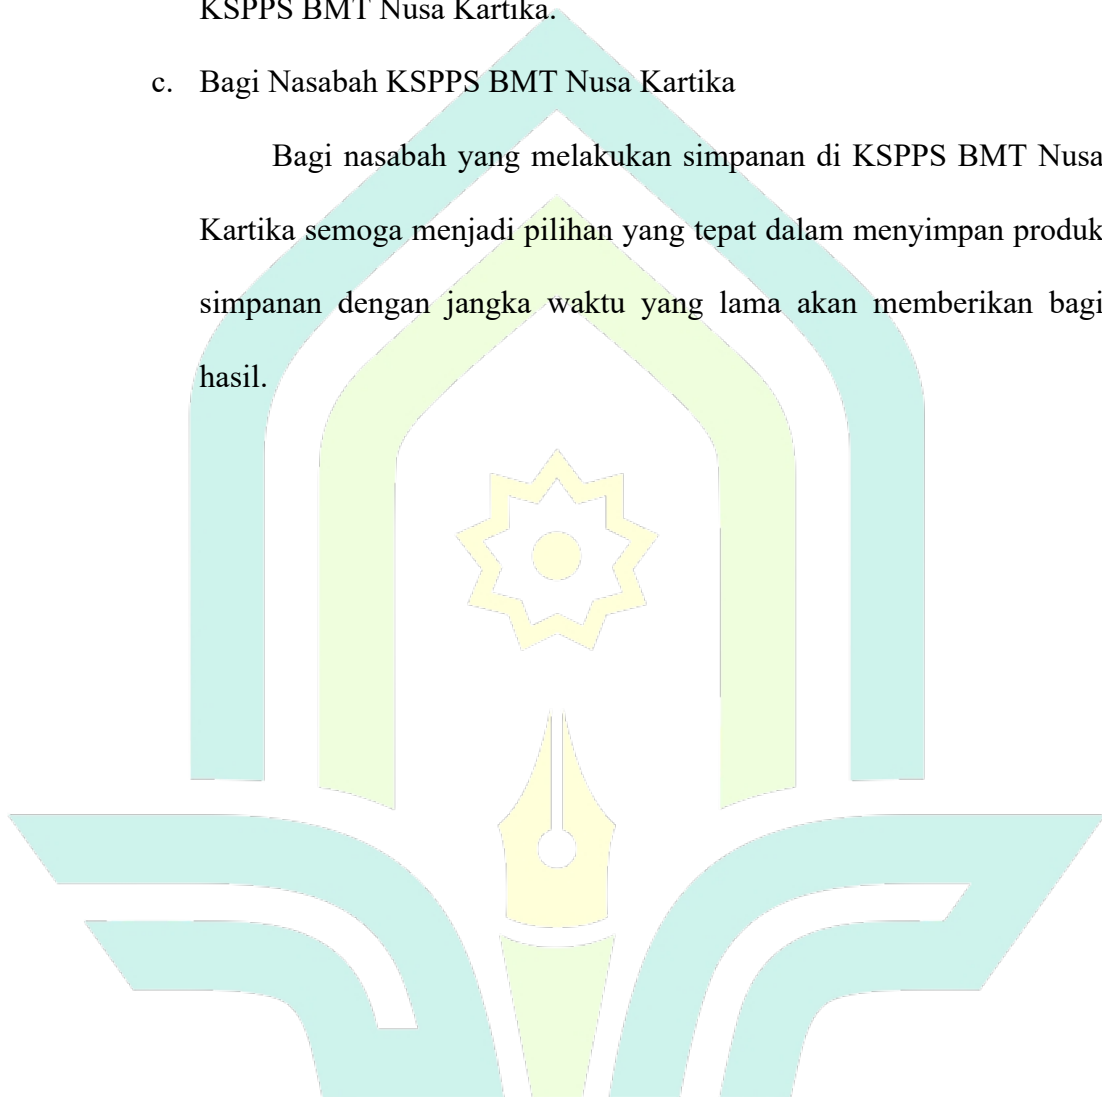 KSPPS BMT Nusa Kartika.
c. Bagi Nasabah KSPPS BMT Nusa Kartika
Bagi nasabah yang melakukan simpanan di KSPPS BMT Nusa
Kartika semoga menjadi pilihan yang tepat dalam menyimpan produk
simpanan dengan jangka waktu yang lama akan memberikan bagi
hasil.